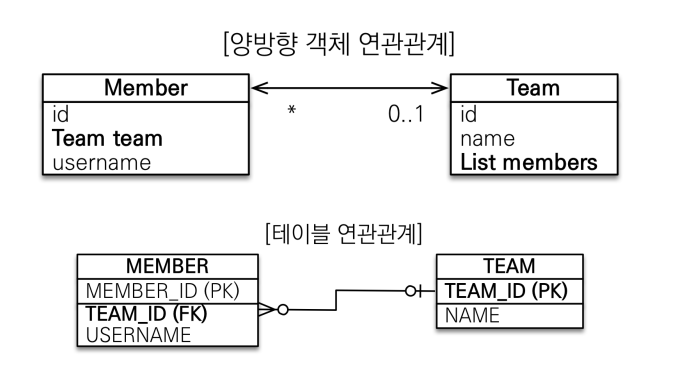 [양방향 객체 연관관계]
Member
id
Team team
username
* 0..1
Team
id
name
List members
[테이블 연관관계]
MEMBER
MEMBER_ID (PK)
TEAM_ID (FK)
USERNAME
TEAM
TEAM_ID (PK)
NAME